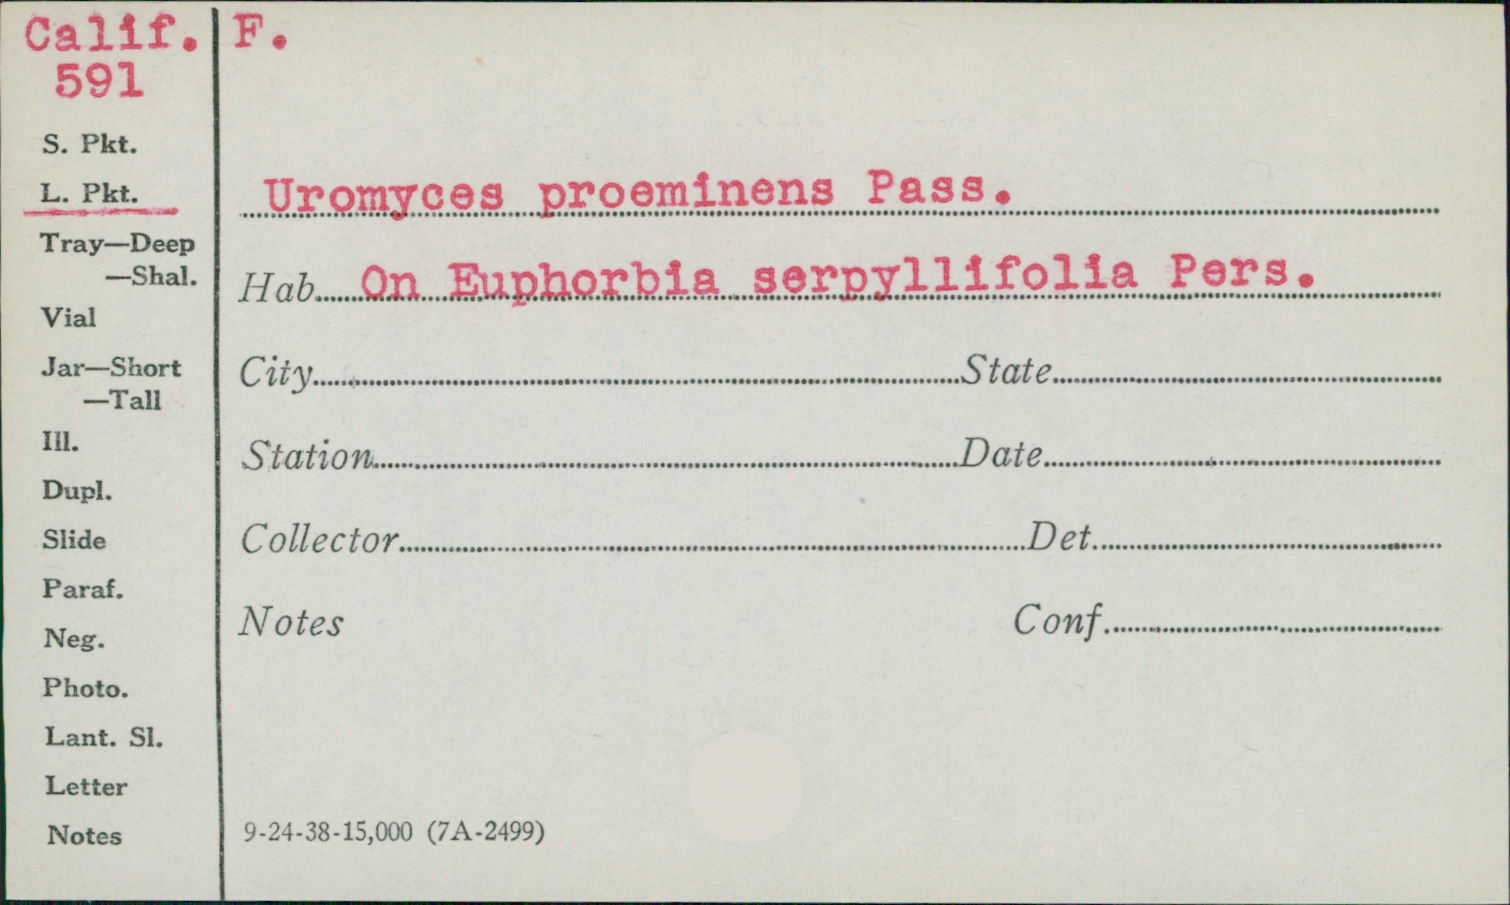 Calif. F.
591
S. Pkt.
L. Pkt.
Uromyces proeminens Pass.
Tray—Deep
—Shal.
Hab. On Euphorbia serpyllifolia Pers.
Vial
Jar—Short
—Tall
City State
Ill.
Station Date
Dupl.
Slide
Collector Det.
Paraf.
Neg.
Notes Conf.
Photo.
Lant. Sl.
Letter
Notes
9-24-38-15,000 (7A-2499)